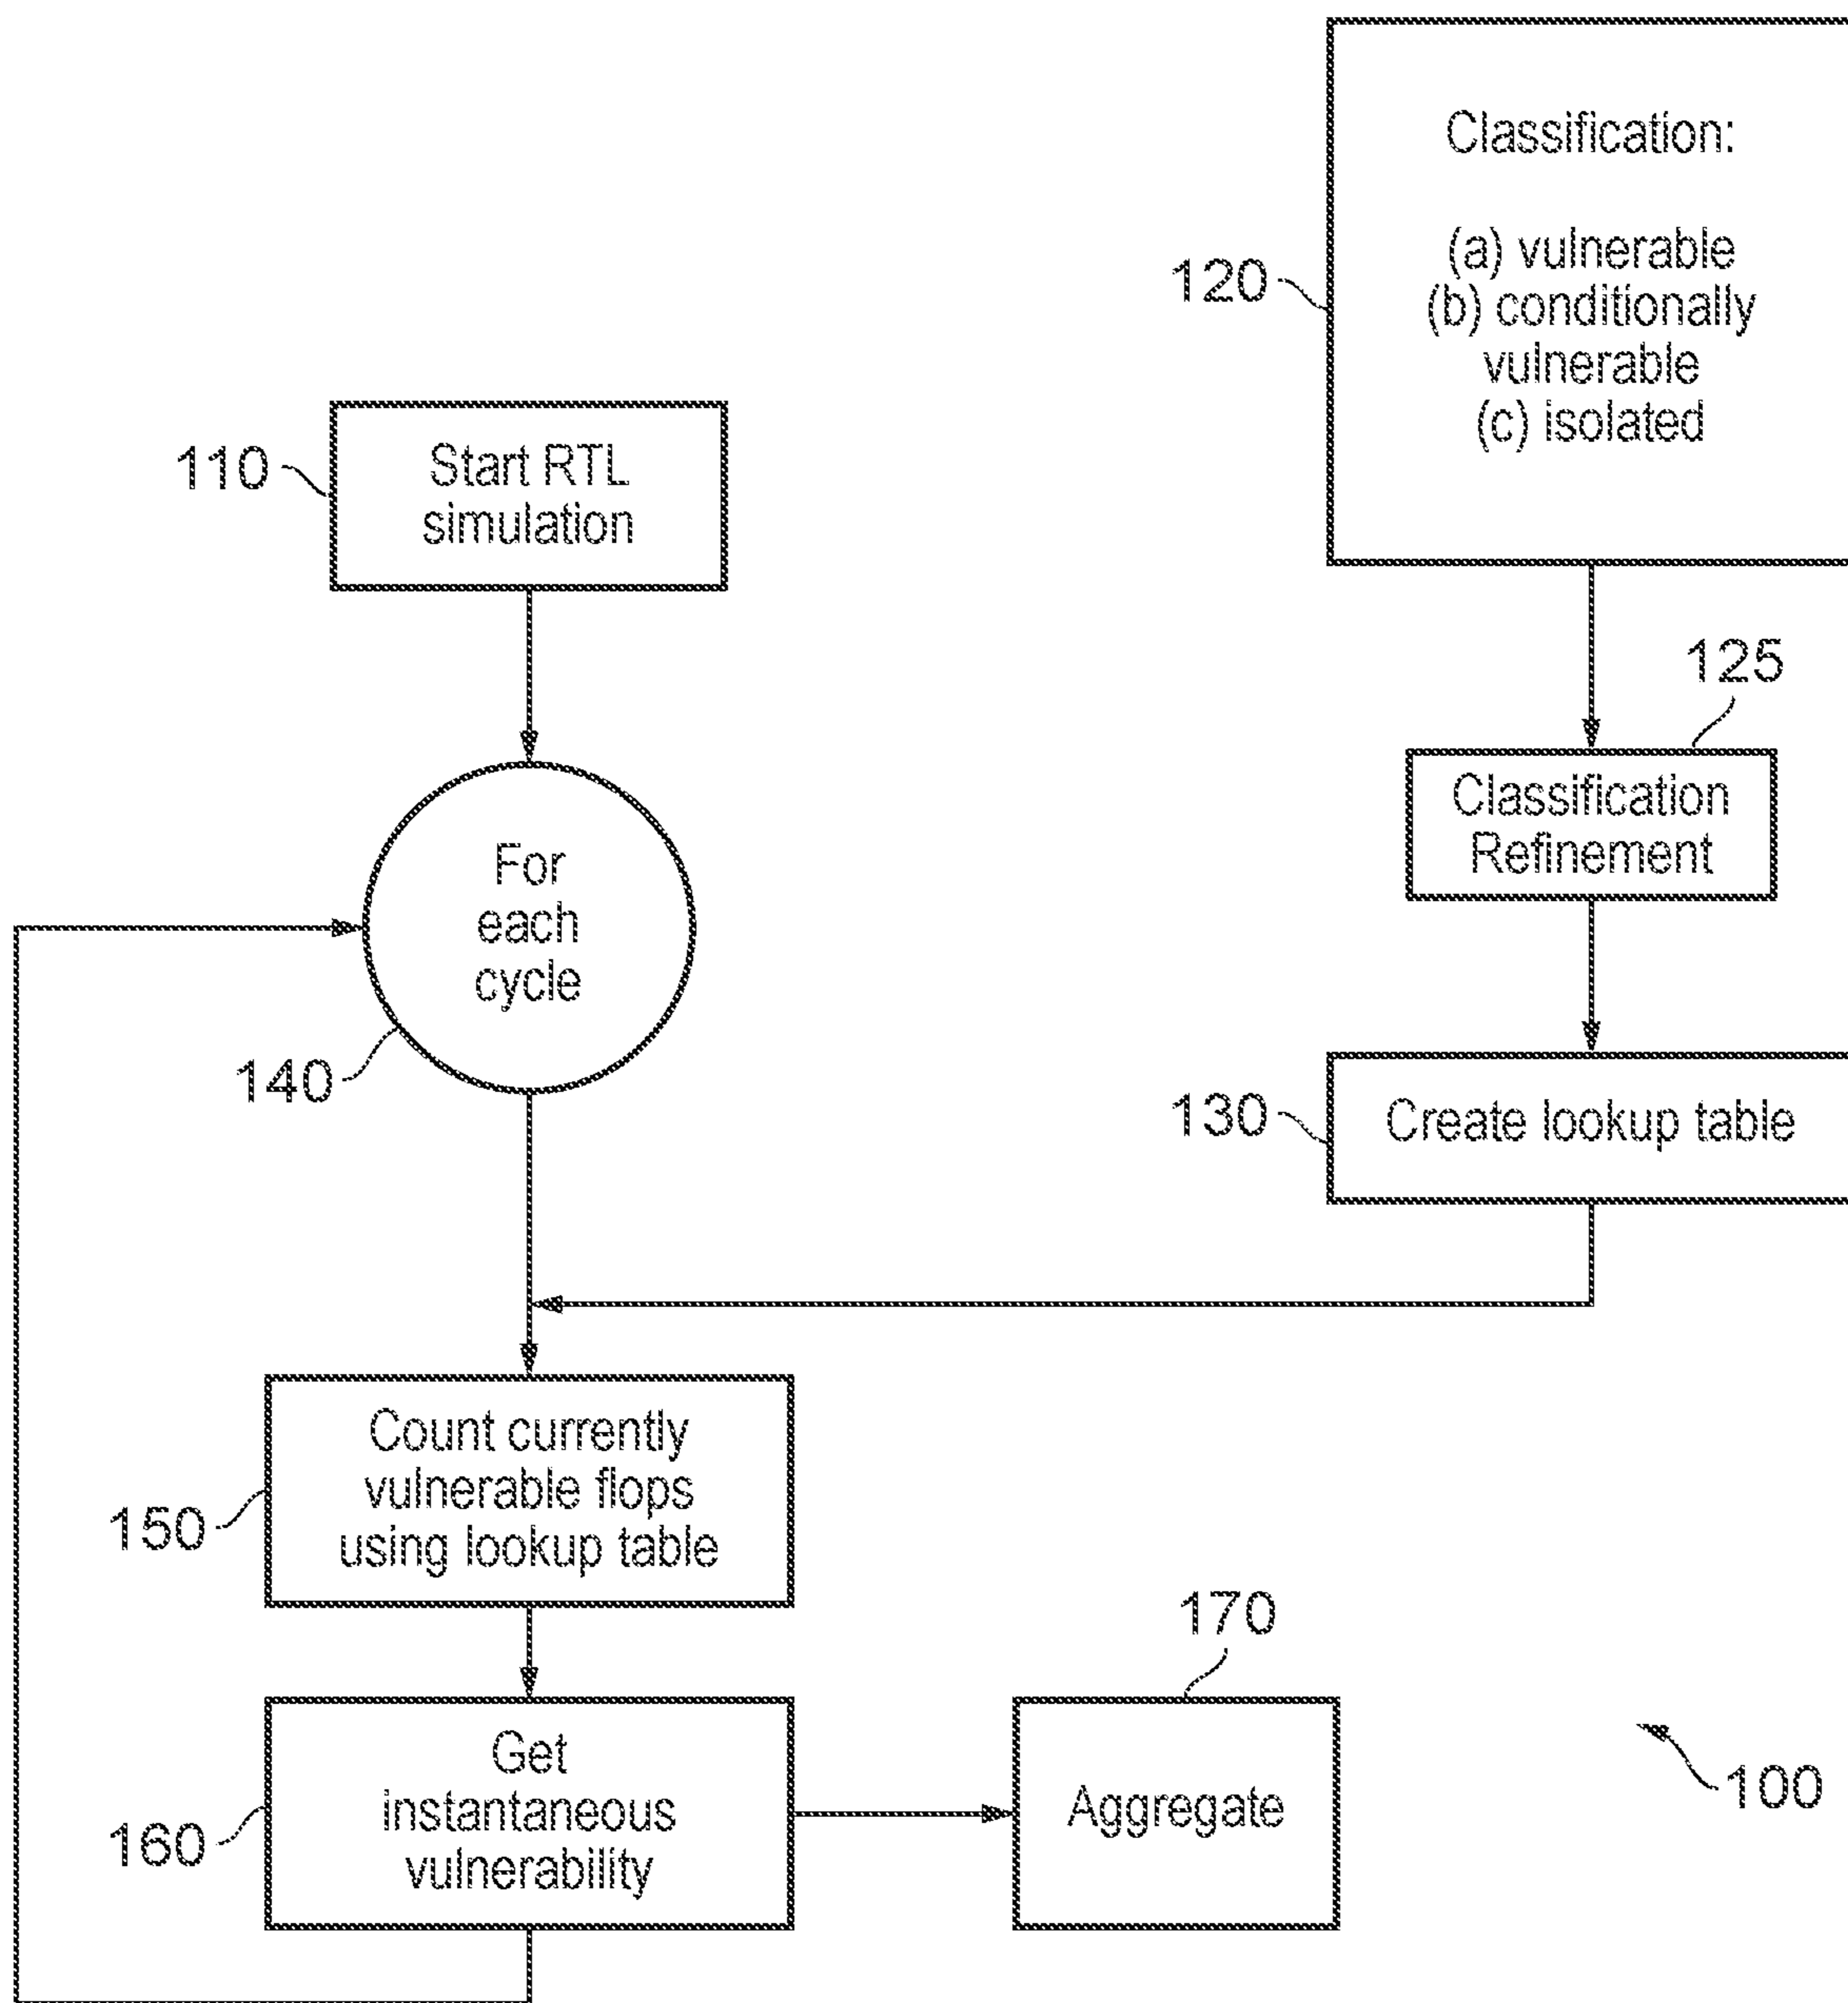 Classification:
(a) vulnerable
(b) conditionally
vulnerable
(c) isolated
120
110
Start RTL
simulation
125
Classification
Refinement
For
each
cycle
140
130
Create lookup table
Count currently
vulnerable flops
using lookup table
150
170
Get
instantaneous
vulnerability
160
Aggregate
100